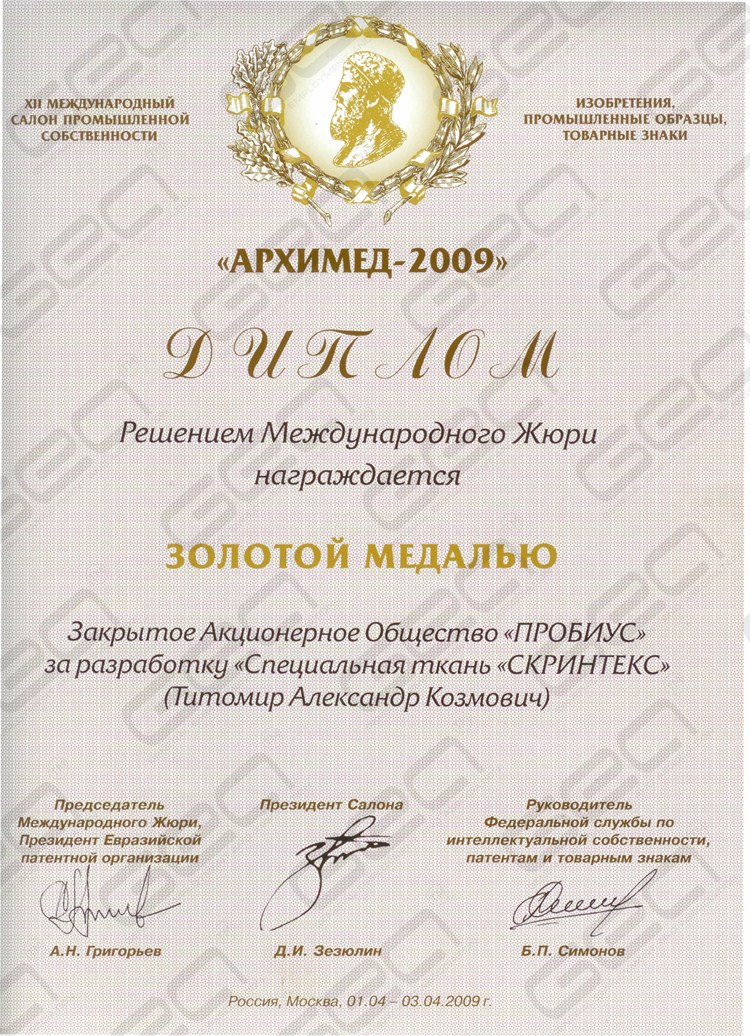 XII МЕЖДУНАРОДНЫЙ
САЛОН ПРОМЫШЛЕННОЙ
СОБСТВЕННОСТИ
ИЗОБРЕТЕНИЯ,
ПРОМЫШЛЕННЫЕ ОБРАЗЦЫ,
ТОВАРНЫЕ ЗНАКИ
«АРХИМЕД-2009»
ДИПЛОМ
Решением Международного Жюри
награждается
ЗОЛОТОЙ МЕДАЛЬЮ
Закрытое Акционерное Общество «ПРОБИУС»
за разработку «Специальная ткань «СКРИНТЕКС»
(Титомир Александр Козмович)
Председатель
Международного Жюри,
Президент Евразийской
патентной организации
А.Н. Григорьев
Президент Салона
Д.И. Зезюлин
Руководитель
Федеральной службы по
интеллектуальной собственности,
патентам и товарным знакам
Б.П. Симонов
Россия, Москва, 01.04 – 03.04.2009 г.